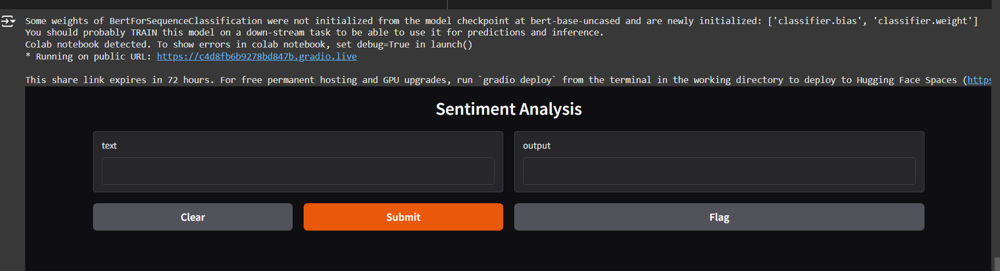 Some weights of BertForSequenceClassification were not initialized from the model checkpoint at bert-base-uncased and are newly initialized: ['classifier.bias', 'classifier.weight']
You should probably TRAIN this model on a down-stream task to be able to use it for predictions and inference.
Colab notebook detected. To show errors in colab notebook, set debug=True in launch()
* Running on public URL: https://c4d8fb6b9278bd847b.gradio.live
This share link expires in 72 hours. For free permanent hosting and GPU upgrades, run `gradio deploy` from the terminal in the working directory to deploy to Hugging Face Spaces (https
Sentiment Analysis
text
output
Clear
Submit
Flag